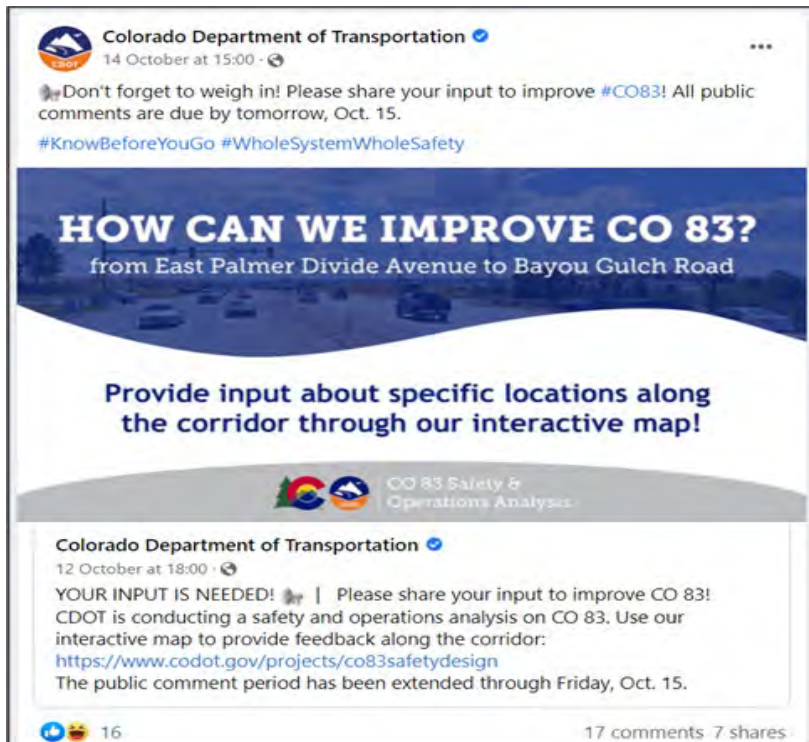 Colorado Department of Transportation
14 October at 15:00 ·
Don't forget to weigh in! Please share your input to improve #CO83! All public
comments are due by tomorrow, Oct. 15.
#KnowBeforeYouGo #WholeSystemWholeSafety
HOW CAN WE IMPROVE CO 83?
from East Palmer Divide Avenue to Bayou Gulch Road
Provide input about specific locations along
the corridor through our interactive map!
CO 83 Safety &
Operations Analysis
Colorado Department of Transportation
12 October at 18:00 ·
YOUR INPUT IS NEEDED! | Please share your input to improve CO 83!
CDOT is conducting a safety and operations analysis on CO 83. Use our
interactive map to provide feedback along the corridor:
https://www.codot.gov/projects/co83safetydesign
The public comment period has been extended through Friday, Oct. 15.
16
17 comments 7 shares